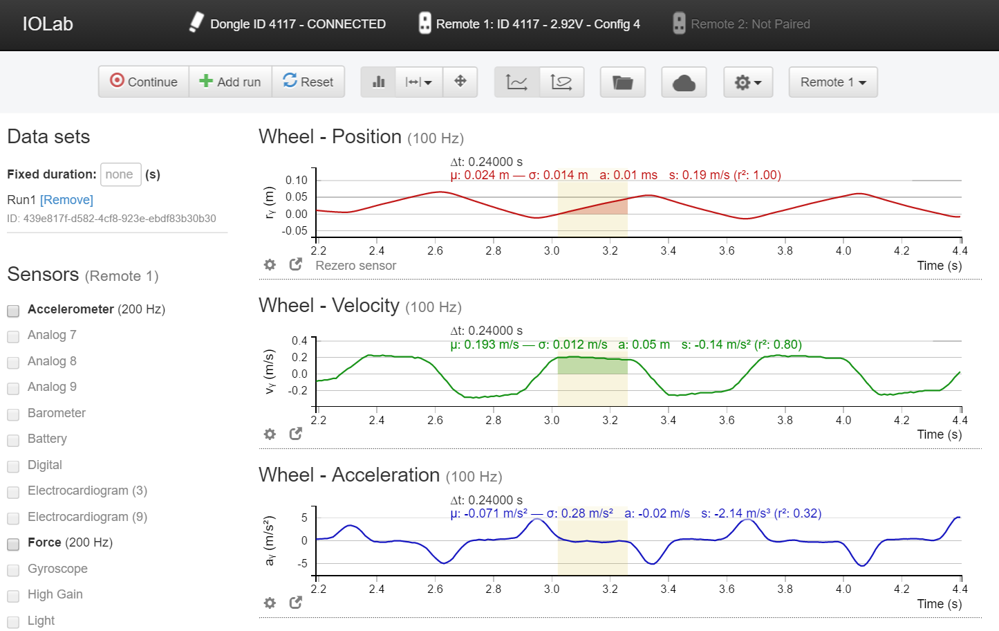 IOLab
Dongle ID 4117 - CONNECTED
Remote 1: ID 4117 - 2.92V - Config 4
Remote 2: Not Paired
Continue
Add run
Reset
Remote 1
Data sets
Fixed duration: none (s)
Run1 [Remove]
ID: 439e817f-d582-4cf8-923e-ebdf83b30b30
Sensors (Remote 1)
Accelerometer (200 Hz)
Analog 7
Analog 8
Analog 9
Barometer
Battery
Digital
Electrocardiogram (3)
Electrocardiogram (9)
Force (200 Hz)
Gyroscope
High Gain
Light
Wheel - Position (100 Hz)
Δt: 0.24000 s
μ: 0.024 m — σ: 0.014 m a: 0.01 ms s: 0.19 m/s (r²: 1.00)
rᵧ (m)
0.10
0.05
0.00
-0.05
2.2 2.4 2.6 2.8 3.0 3.2 3.4 3.6 3.8 4.0 4.2 4.4
Rezero sensor
Time (s)
Wheel - Velocity (100 Hz)
Δt: 0.24000 s
μ: 0.193 m/s — σ: 0.012 m/s a: 0.05 m s: -0.14 m/s² (r²: 0.80)
vᵧ (m/s)
0.4
0.2
0.0
-0.2
2.2 2.4 2.6 2.8 3.0 3.2 3.4 3.6 3.8 4.0 4.2 4.4
Time (s)
Wheel - Acceleration (100 Hz)
Δt: 0.24000 s
μ: -0.071 m/s² — σ: 0.28 m/s² a: -0.02 m/s s: -2.14 m/s³ (r²: 0.32)
aᵧ (m/s²)
5
0
-5
2.2 2.4 2.6 2.8 3.0 3.2 3.4 3.6 3.8 4.0 4.2 4.4
Time (s)